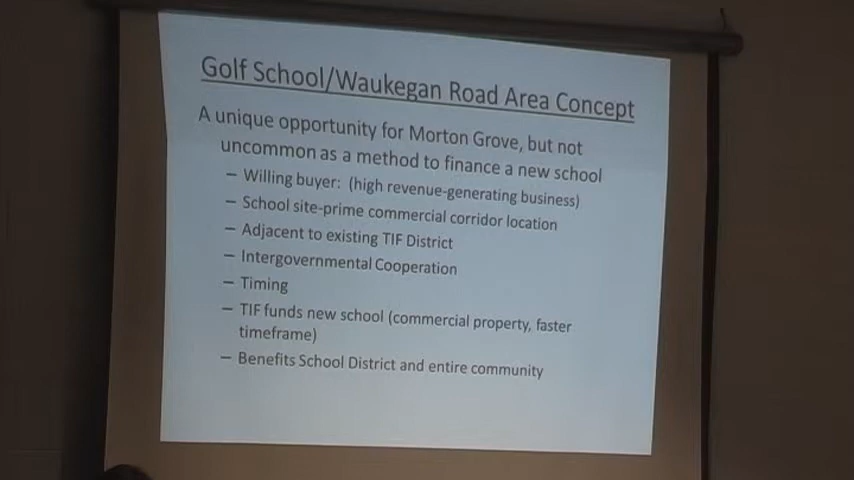 Golf School/Waukegan Road Area Concept
A unique opportunity for Morton Grove, but not
uncommon as a method to finance a new school
– Willing buyer: (high revenue-generating business)
– School site-prime commercial corridor location
– Adjacent to existing TIF District
– Intergovernmental Cooperation
– Timing
– TIF funds new school (commercial property, faster
timeframe)
– Benefits School District and entire community